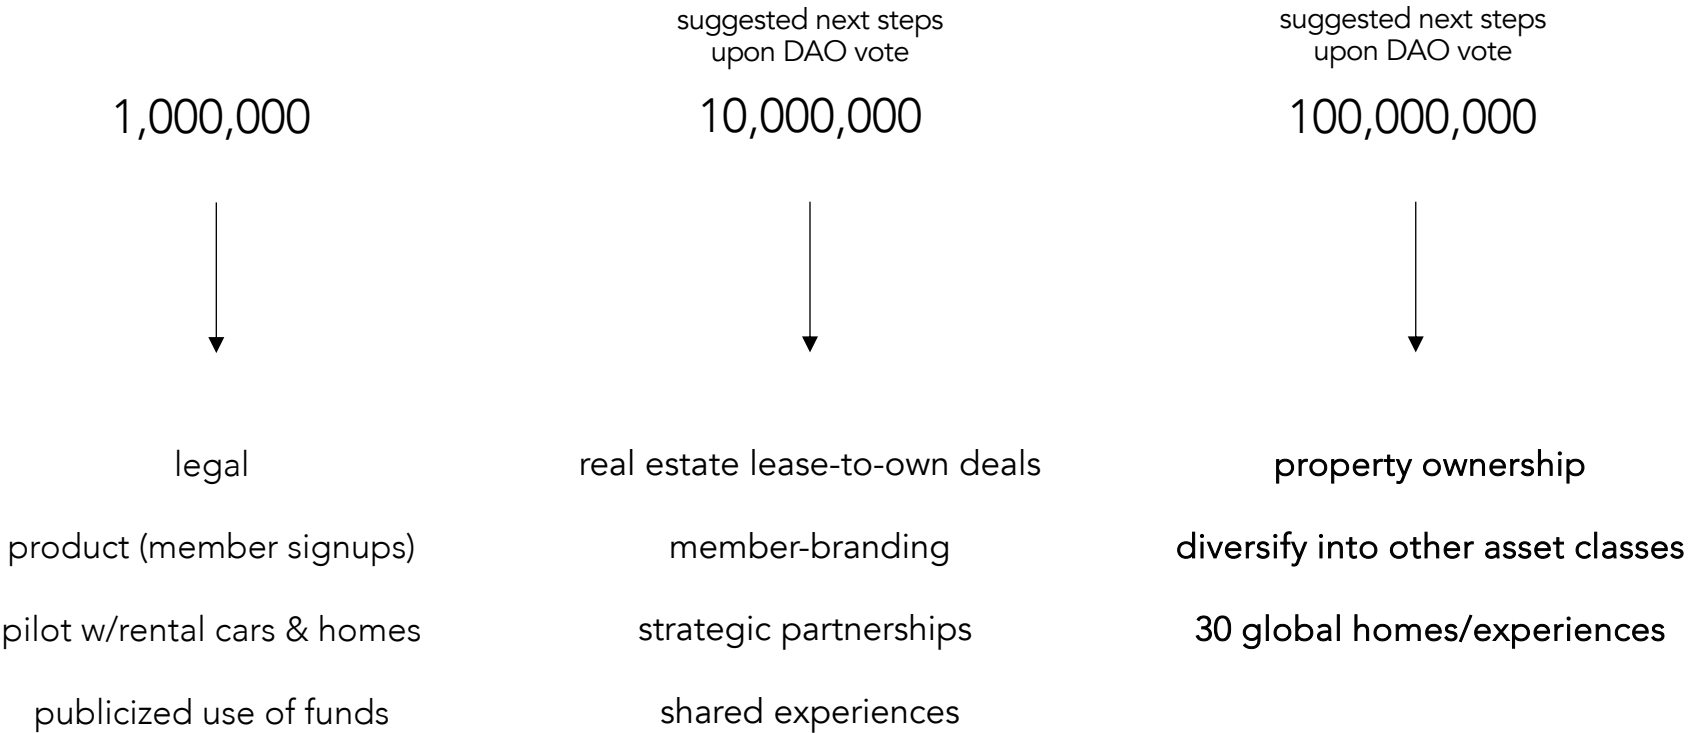 1,000,000
legal
product (member signups)
pilot w/rental cars & homes
publicized use of funds
suggested next steps
upon DAO vote
10,000,000
real estate lease-to-own deals
member-branding
strategic partnerships
shared experiences
suggested next steps
upon DAO vote
100,000,000
property ownership
diversify into other asset classes
30 global homes/experiences